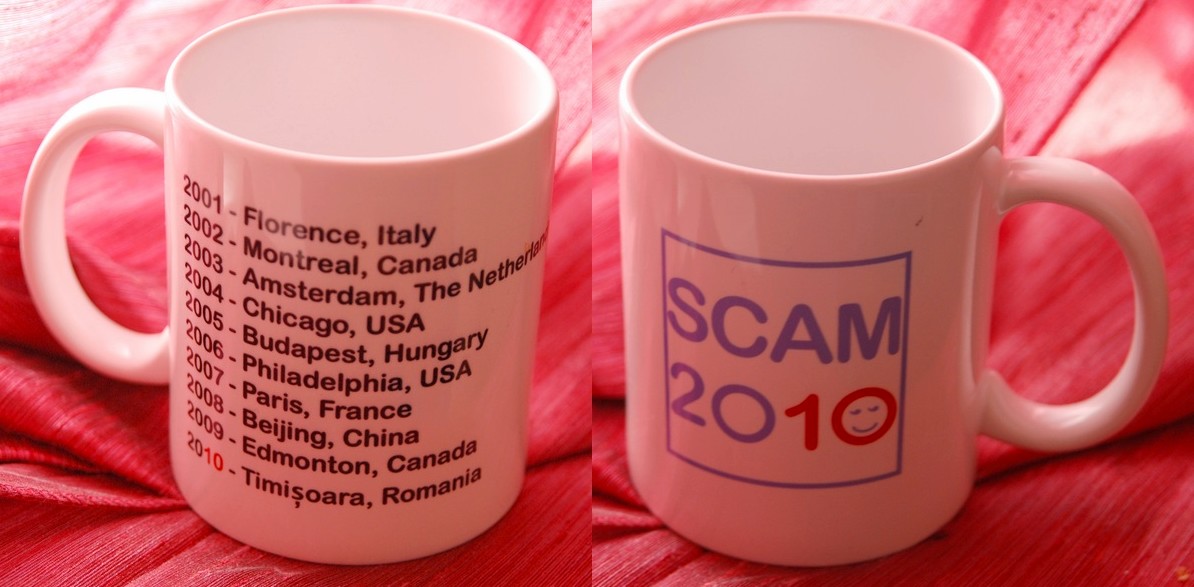 2001 - Florence, Italy
2002 - Montreal, Canada
2003 - Amsterdam, The
2004 - Chicago, USA
2005 - Budapest, Hungary
2006 - Philadelphia, USA
2007 - Paris, France
2008 - Beijing, China
2009 - Edmonton, Canada
2010 - Timișoara, Romania
SCAM
2010